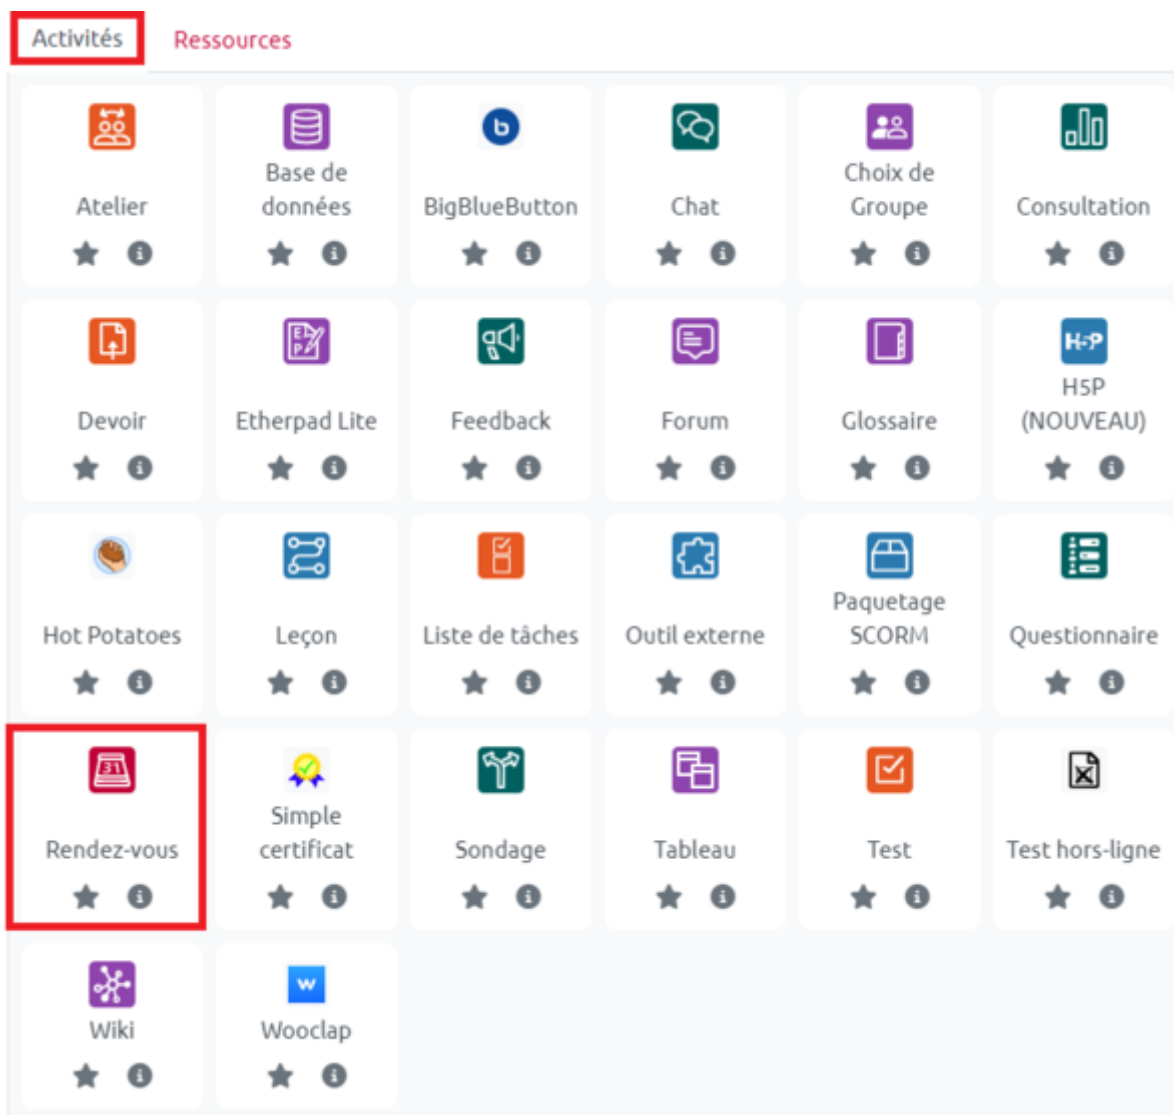 Activités
Ressources
Atelier
Base de
données
b
BigBlueButton
Chat
Choix de
Groupe
Consultation
Devoir
E
P
Etherpad Lite
Feedback
Forum
Glossaire
H5P
H5P
(NOUVEAU)
Hot Potatoes
Leçon
Liste de tâches
Outil externe
Paquetage
SCORM
Questionnaire
31
Rendez-vous
Simple
certificat
Sondage
Tableau
Test
Test hors-ligne
Wiki
w
Wooclap